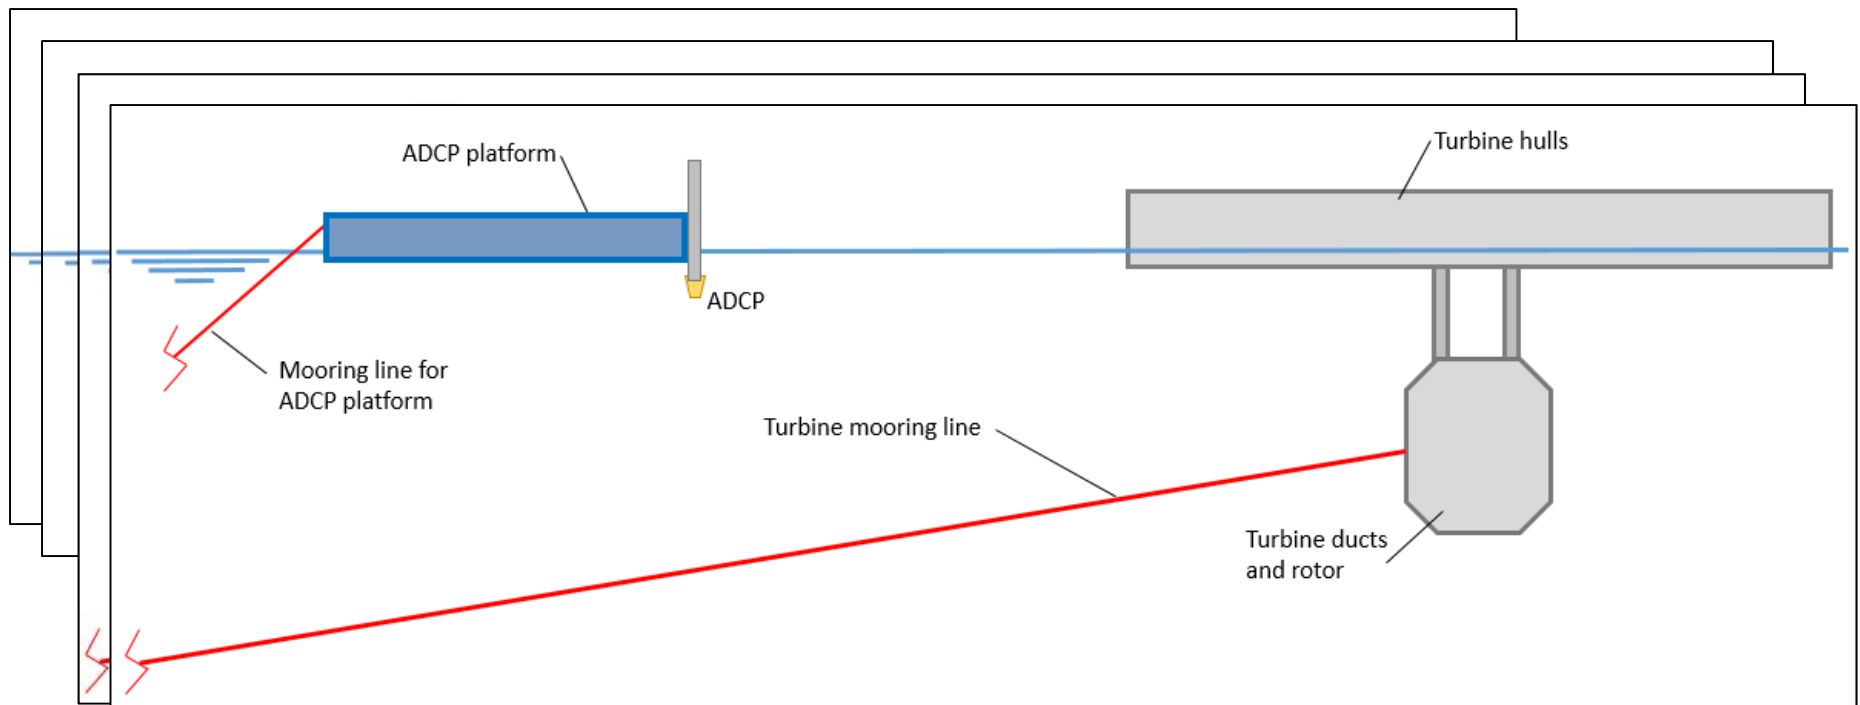 ADCP platform
Turbine hulls
ADCP
Mooring line for
ADCP platform
Turbine mooring line
Turbine ducts
and rotor